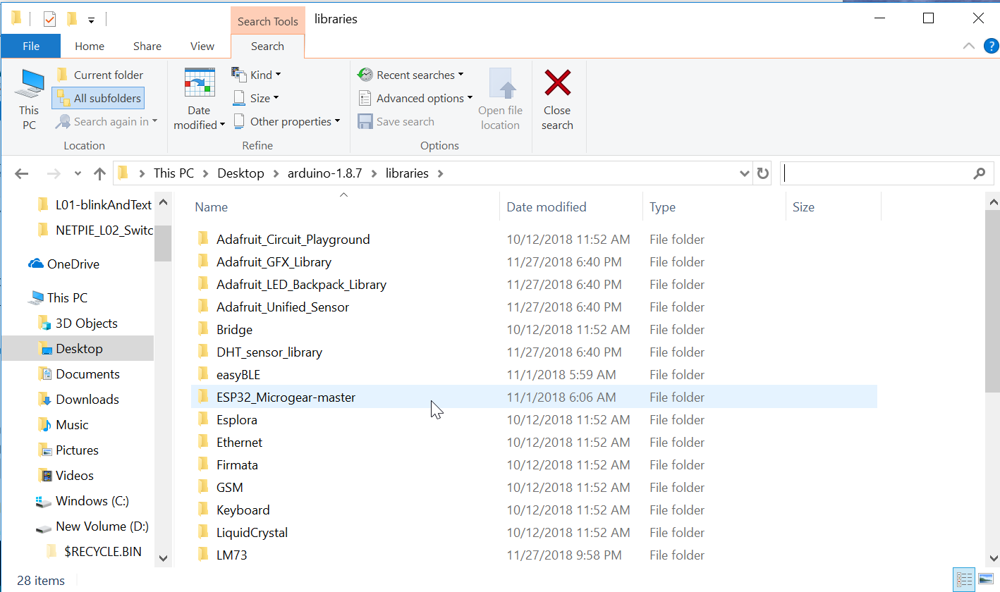 Search Tools libraries
File Home Share View Search
This PC
Current folder
All subfolders
Search again in
Location
Date modified
Kind
Size
Other properties
Refine
Recent searches
Advanced options
Save search
Options
Open file location
Close search
This PC Desktop arduino-1.8.7 libraries
L01-blinkAndText
NETPIE_L02_Switc
OneDrive
This PC
3D Objects
Desktop
Documents
Downloads
Music
Pictures
Videos
Windows (C:)
New Volume (D:)
$RECYCLE.BIN
Name Date modified Type Size
Adafruit_Circuit_Playground 10/12/2018 11:52 AM File folder
Adafruit_GFX_Library 11/27/2018 6:40 PM File folder
Adafruit_LED_Backpack_Library 11/27/2018 6:40 PM File folder
Adafruit_Unified_Sensor 11/27/2018 6:40 PM File folder
Bridge 10/12/2018 11:52 AM File folder
DHT_sensor_library 11/27/2018 6:40 PM File folder
easyBLE 11/1/2018 5:59 AM File folder
ESP32_Microgear-master 11/1/2018 6:06 AM File folder
Esplora 10/12/2018 11:52 AM File folder
Ethernet 10/12/2018 11:52 AM File folder
Firmata 10/12/2018 11:52 AM File folder
GSM 10/12/2018 11:52 AM File folder
Keyboard 10/12/2018 11:52 AM File folder
LiquidCrystal 10/12/2018 11:52 AM File folder
LM73 11/27/2018 9:58 PM File folder
28 items